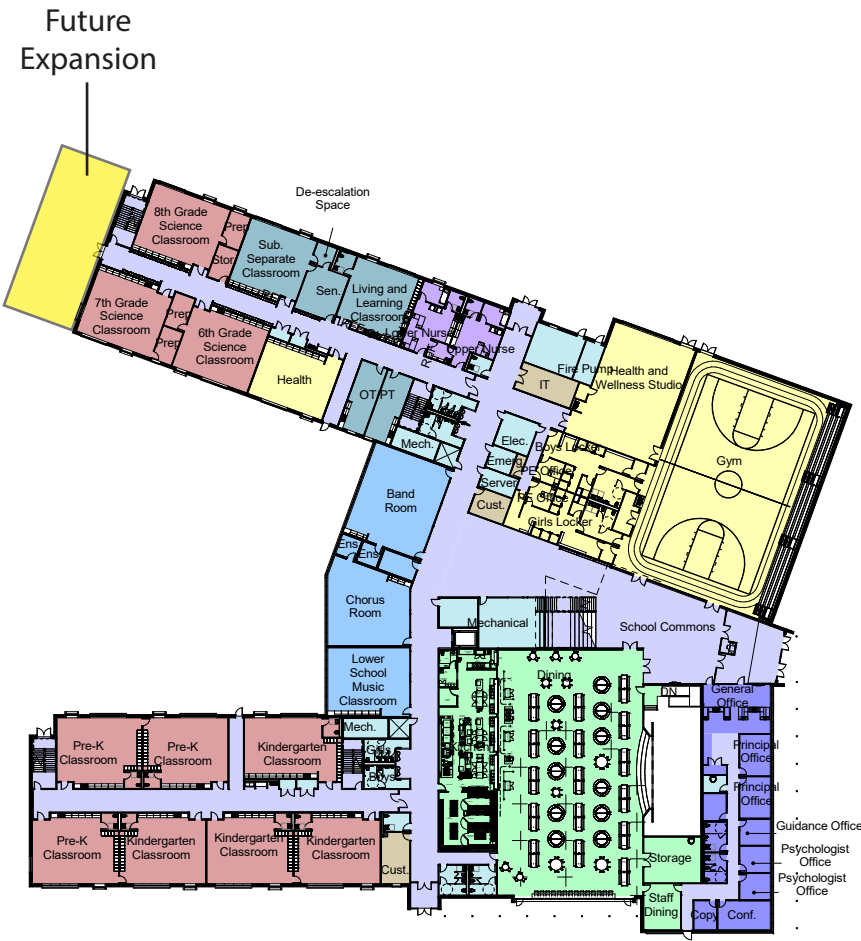 Future
Expansion
De-escalation
Space
8th Grade
Science
Classroom
Prep
Stor
Sub.
Separate
Classroom
Sen.
Living and
Learning
Classroom
Lower Nurse
Upper Nurse
7th Grade
Science
Classroom
Prep
Prep
6th Grade
Science
Classroom
Health
OT/PT
Mech.
Fire Pump
IT
Health and
Wellness Studio
Gym
Elec.
Emerg
Server
Cust.
Boys Locker
PE Office
PE Office
Girls Locker
Band
Room
Ens
Ens
Chorus
Room
Lower
School
Music
Classroom
Mechanical
School Commons
Dining
DN
General
Office
Principal
Office
Principal
Office
Guidance Office
Psychologist
Office
Psychologist
Office
Storage
Staff
Dining
Copy
Conf.
Kitchen
Mech.
Girls
Boys
Pre-K
Classroom
Pre-K
Classroom
Kindergarten
Classroom
Pre-K
Classroom
Kindergarten
Classroom
Kindergarten
Classroom
Kindergarten
Classroom
Cust.